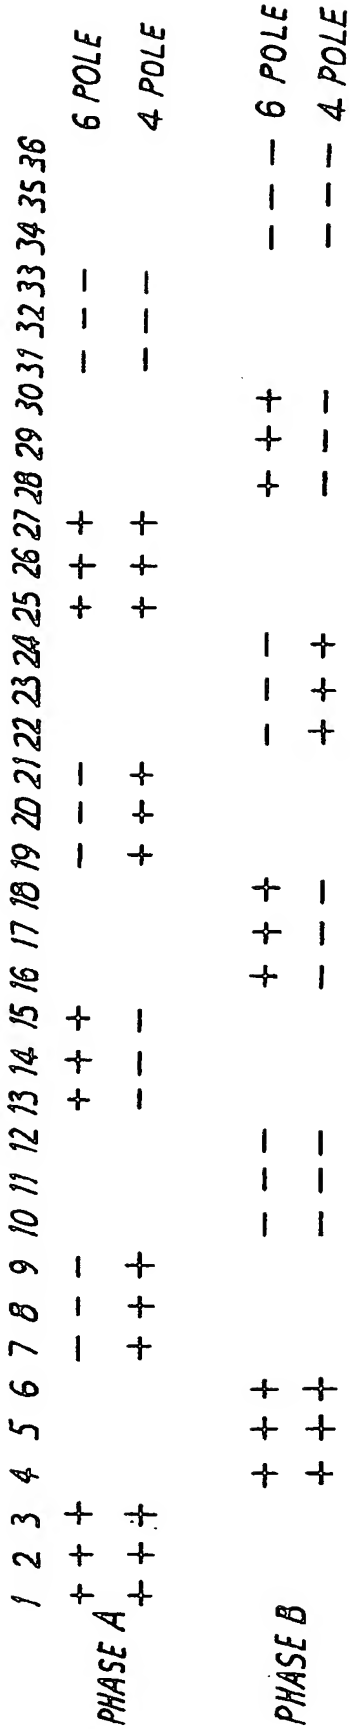 1 2 3 4 5 6 7 8 9 10 11 12 13 14 15 16 17 18 19 20 21 22 23 24 25 26 27 28 29 30 31 32 33 34 35 36
+ + + − − − + + + − − − + + + − − − 6 POLE
PHASE A
+ + + + + + − − − + + + + + + − − − 4 POLE
+ + + − − − + + + − − − + + + − − − 6 POLE
PHASE B
+ + + − − − − − − + + + − − − − − − 4 POLE